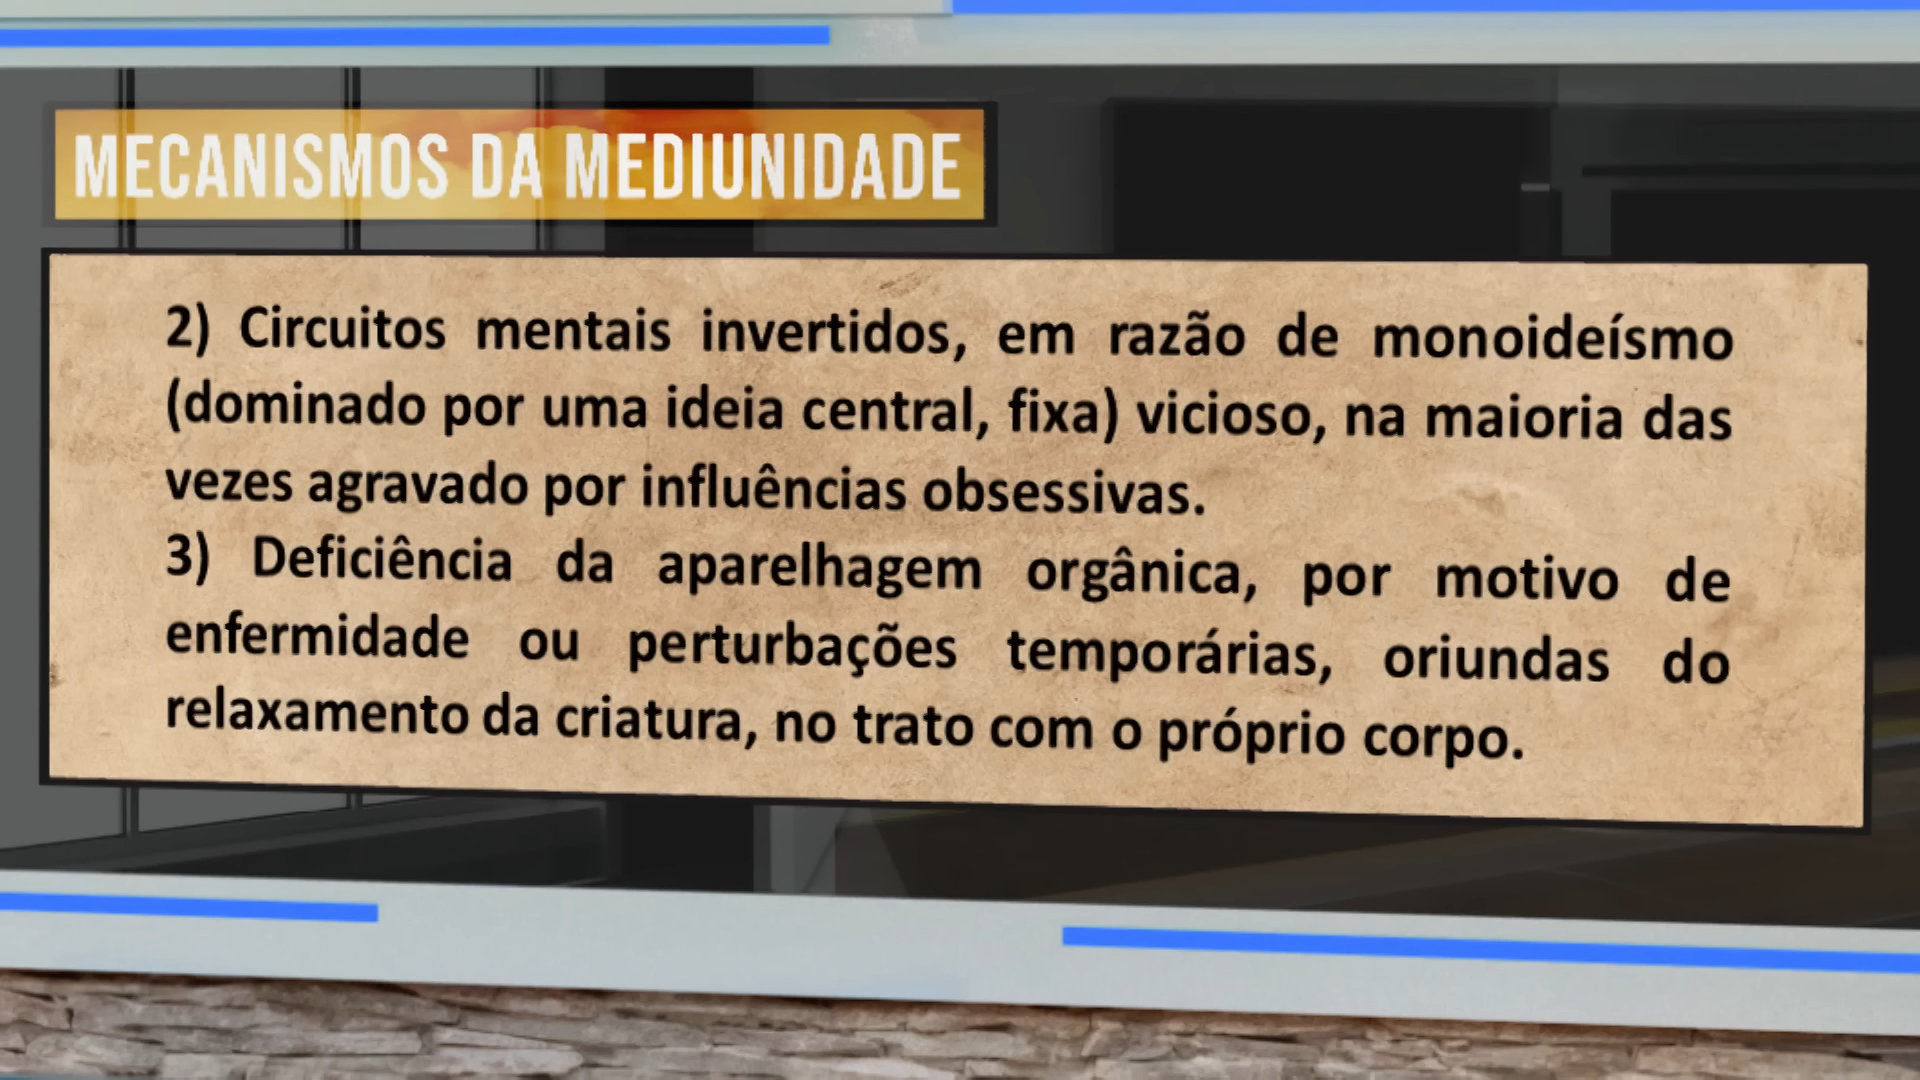 MECANISMOS DA MEDIUNIDADE
2) Circuitos mentais invertidos, em razão de monoideísmo
(dominado por uma ideia central, fixa) vicioso, na maioria das
vezes agravado por influências obsessivas.
3) Deficiência da aparelhagem orgânica, por motivo de
enfermidade ou perturbações temporárias, oriundas do
relaxamento da criatura, no trato com o próprio corpo.